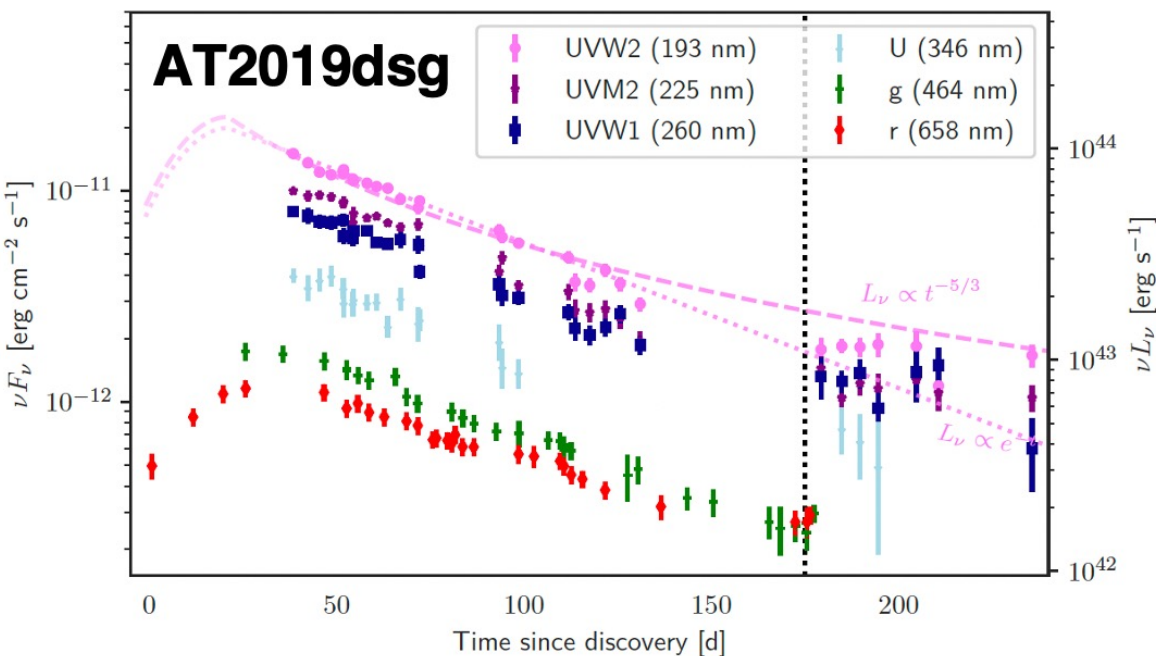 AT2019dsg
UVW2 (193 nm)
UVM2 (225 nm)
UVW1 (260 nm)
U (346 nm)
g (464 nm)
r (658 nm)
νFν [erg cm−2 s−1]
10−11
10−12
νLν [erg s−1]
1044
1043
1042
Lν ∝ t−5/3
Lν ∝ e−
0 50 100 150 200
Time since discovery [d]